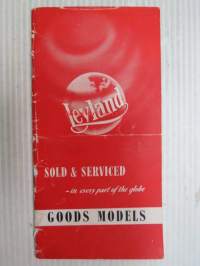 Leyland
SOLD & SERVICED
- in every part of the globe
GOODS MODELS